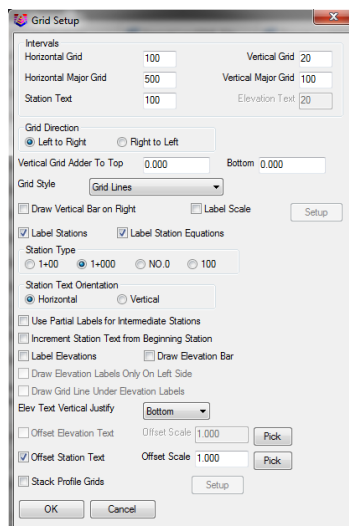 Grid Setup
Intervals
Horizontal Grid 100 Vertical Grid 20
Horizontal Major Grid 500 Vertical Major Grid 100
Station Text 100 Elevation Text 20
Grid Direction
Left to Right Right to Left
Vertical Grid Adder To Top 0.000 Bottom 0.000
Grid Style Grid Lines
Draw Vertical Bar on Right Label Scale Setup
Label Stations Label Station Equations
Station Type
1+00 1+000 NO.0 100
Station Text Orientation
Horizontal Vertical
Use Partial Labels for Intermediate Stations
Increment Station Text from Beginning Station
Label Elevations Draw Elevation Bar
Draw Elevation Labels Only On Left Side
Draw Grid Line Under Elevation Labels
Elev Text Vertical Justify Bottom
Offset Elevation Text Offset Scale 1.000 Pick
Offset Station Text Offset Scale 1.000 Pick
Stack Profile Grids Setup
OK Cancel